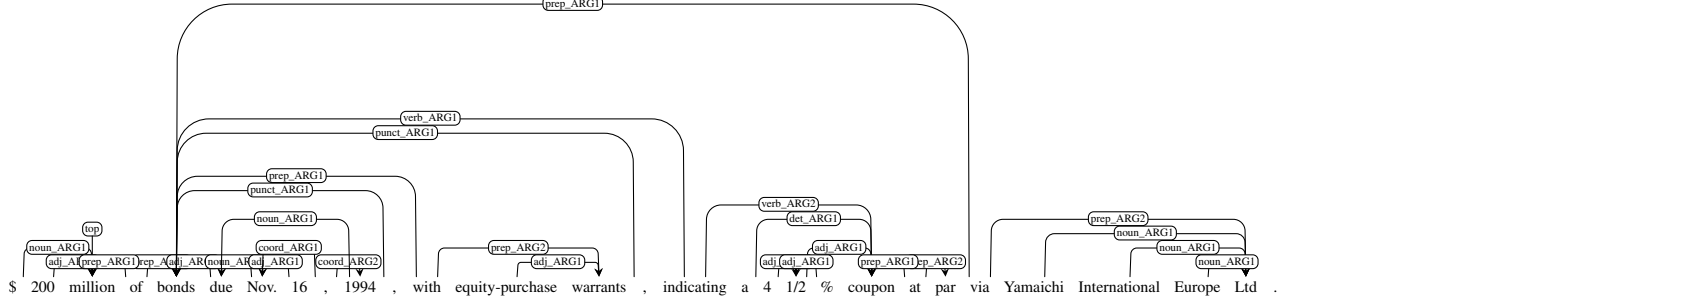 prep_ARG1
verb_ARG1
punct_ARG1
prep_ARG1
punct_ARG1
verb_ARG2
noun_ARG1 det_ARG1 prep_ARG2
top noun_ARG1
noun_ARG1 coord_ARG1 prep_ARG2 adj_ARG1 noun_ARG1
prep_ARG1 adj_ARG1 coord_ARG2 adj_ARG1 adj_ARG1 prep_ARG1 noun_ARG1
$ 200 million of bonds due Nov. 16 , 1994 , with equity-purchase warrants , indicating a 4 1/2 % coupon at par via Yamaichi International Europe Ltd .